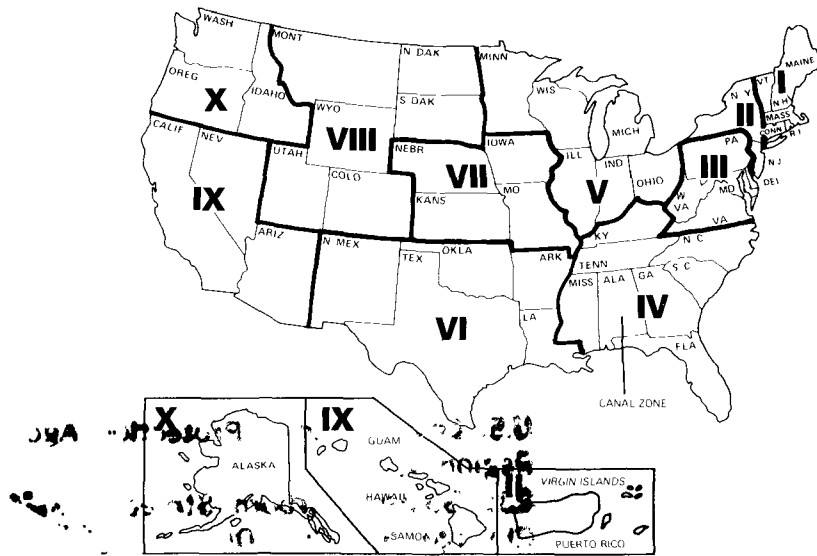 WASH
MONT
N DAK
MINN
MAINE
I
OREG
X
IDAHO
WIS
VT
N Y
N H
II
MASS
CONN
R I
WYO
S DAK
MICH
PA
CALIF
NEV
VIII
NEBR
IOWA
ILL
IND
OHIO
III
N J
DEL
MD
UTAH
COLO
VII
MO
V
W VA
VA
IX
KANS
KY
N C
ARIZ
N MEX
TEX
OKLA
ARK
TENN
S C
MISS
ALA
GA
IV
VI
LA
FLA
CANAL ZONE
X
IX
GUAM
ALASKA
HAWAII
SAMOA
II
VIRGIN ISLANDS
PUERTO RICO